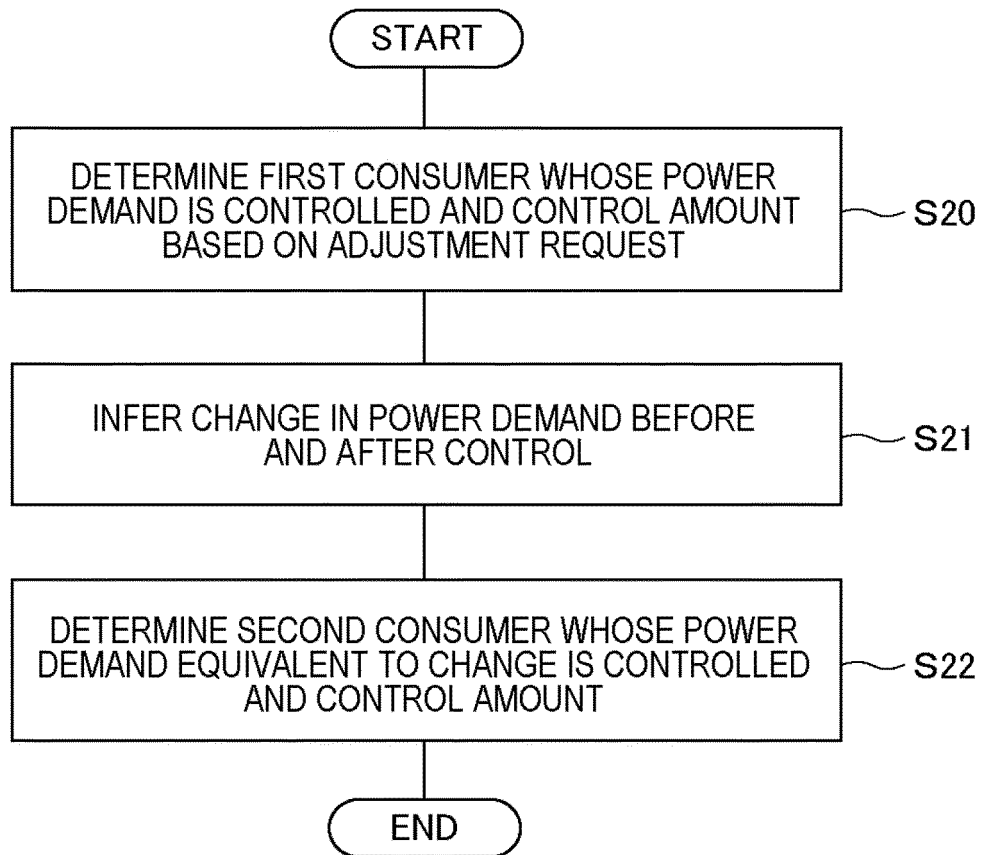 START
DETERMINE FIRST CONSUMER WHOSE POWER
DEMAND IS CONTROLLED AND CONTROL AMOUNT
BASED ON ADJUSTMENT REQUEST
S20
INFER CHANGE IN POWER DEMAND BEFORE
AND AFTER CONTROL
S21
DETERMINE SECOND CONSUMER WHOSE POWER
DEMAND EQUIVALENT TO CHANGE IS CONTROLLED
AND CONTROL AMOUNT
S22
END